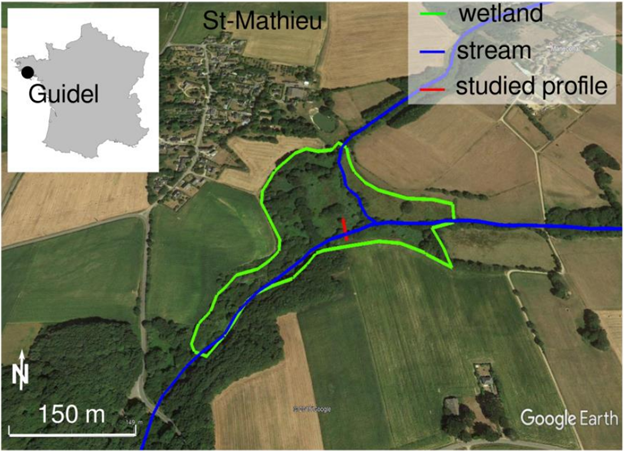 St-Mathieu
wetland
stream
studied profile
Guidel
N
150 m
Google Earth